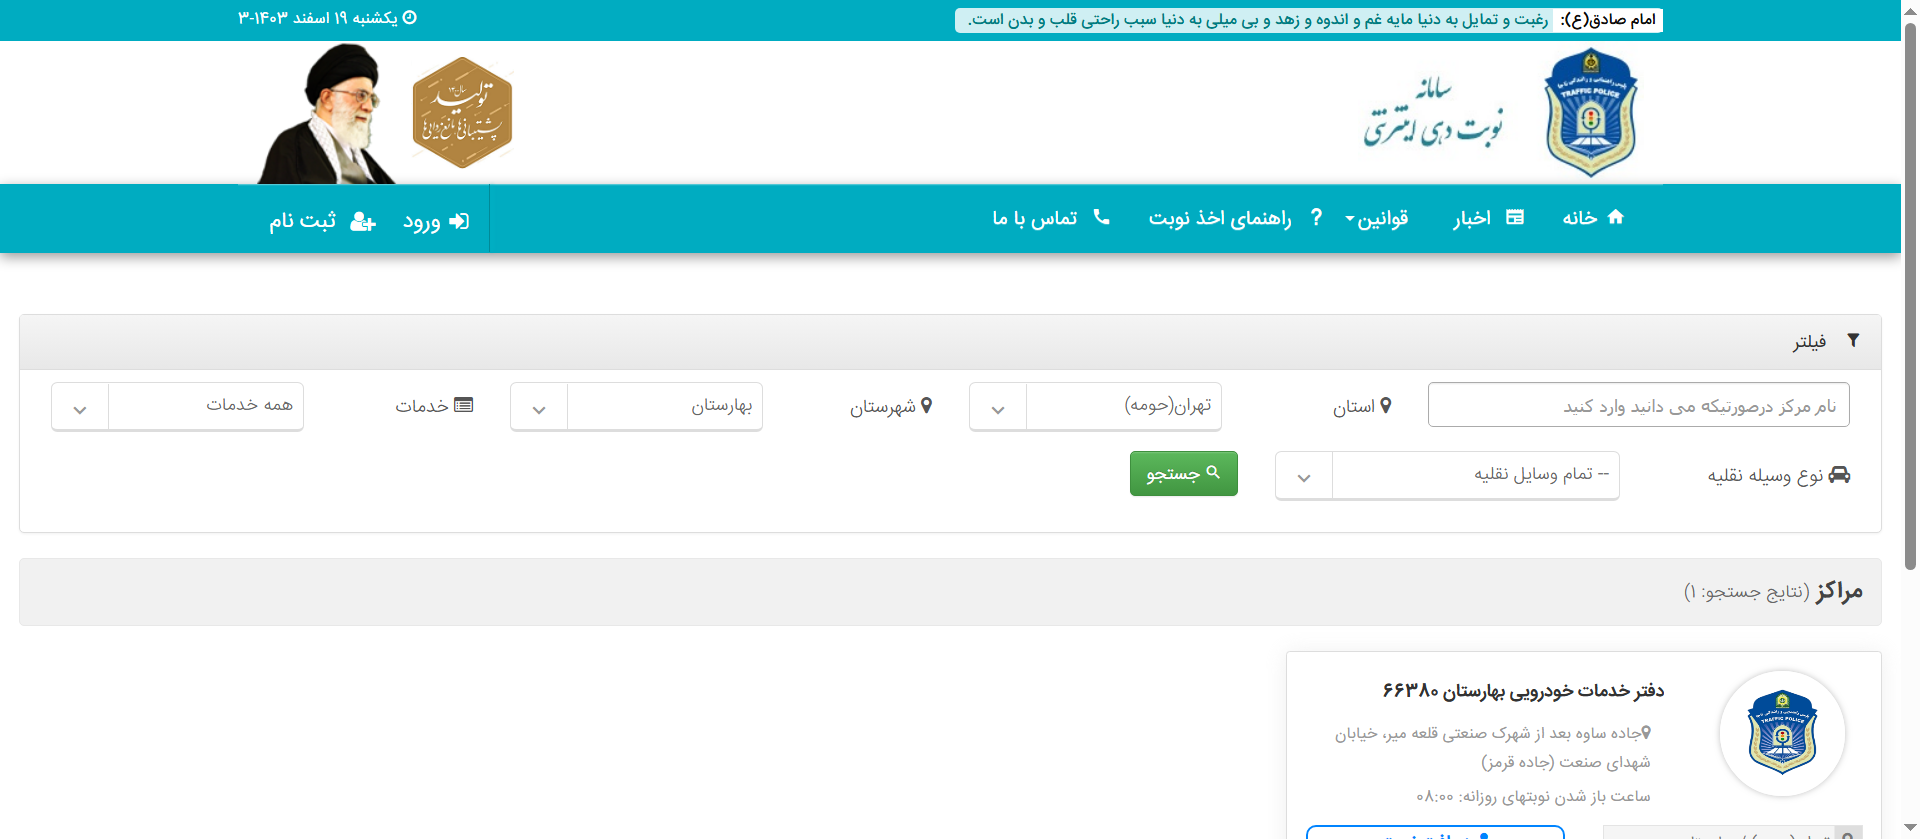 امام صادق(ع): رغبت و تمایل به دنیا مایه غم و اندوه و زهد و بی میلی به دنیا سبب راحتی قلب و بدن است.
یکشنبه ۱۹ اسفند ۱۴۰۳-۳
TRAFFIC POLICE
سامانه
نوبت دهی اینترنتی
تولید
پشتیبانی‌ها مانع‌زدایی‌ها
خانه
اخبار
قوانین
راهنمای اخذ نوبت
تماس با ما
ورود
ثبت نام
فیلتر
نام مرکز درصورتیکه می دانید وارد کنید
استان
تهران(حومه)
شهرستان
بهارستان
خدمات
همه خدمات
نوع وسیله نقلیه
-- تمام وسایل نقلیه
جستجو
مراکز (نتایج جستجو: ۱)
TRAFFIC POLICE
دفتر خدمات خودرویی بهارستان ۶۶۳۸۰
جاده ساوه بعد از شهرک صنعتی قلعه میر، خیابان
شهدای صنعت (جاده قرمز)
ساعت باز شدن نوبتهای روزانه: ۰۸:۰۰